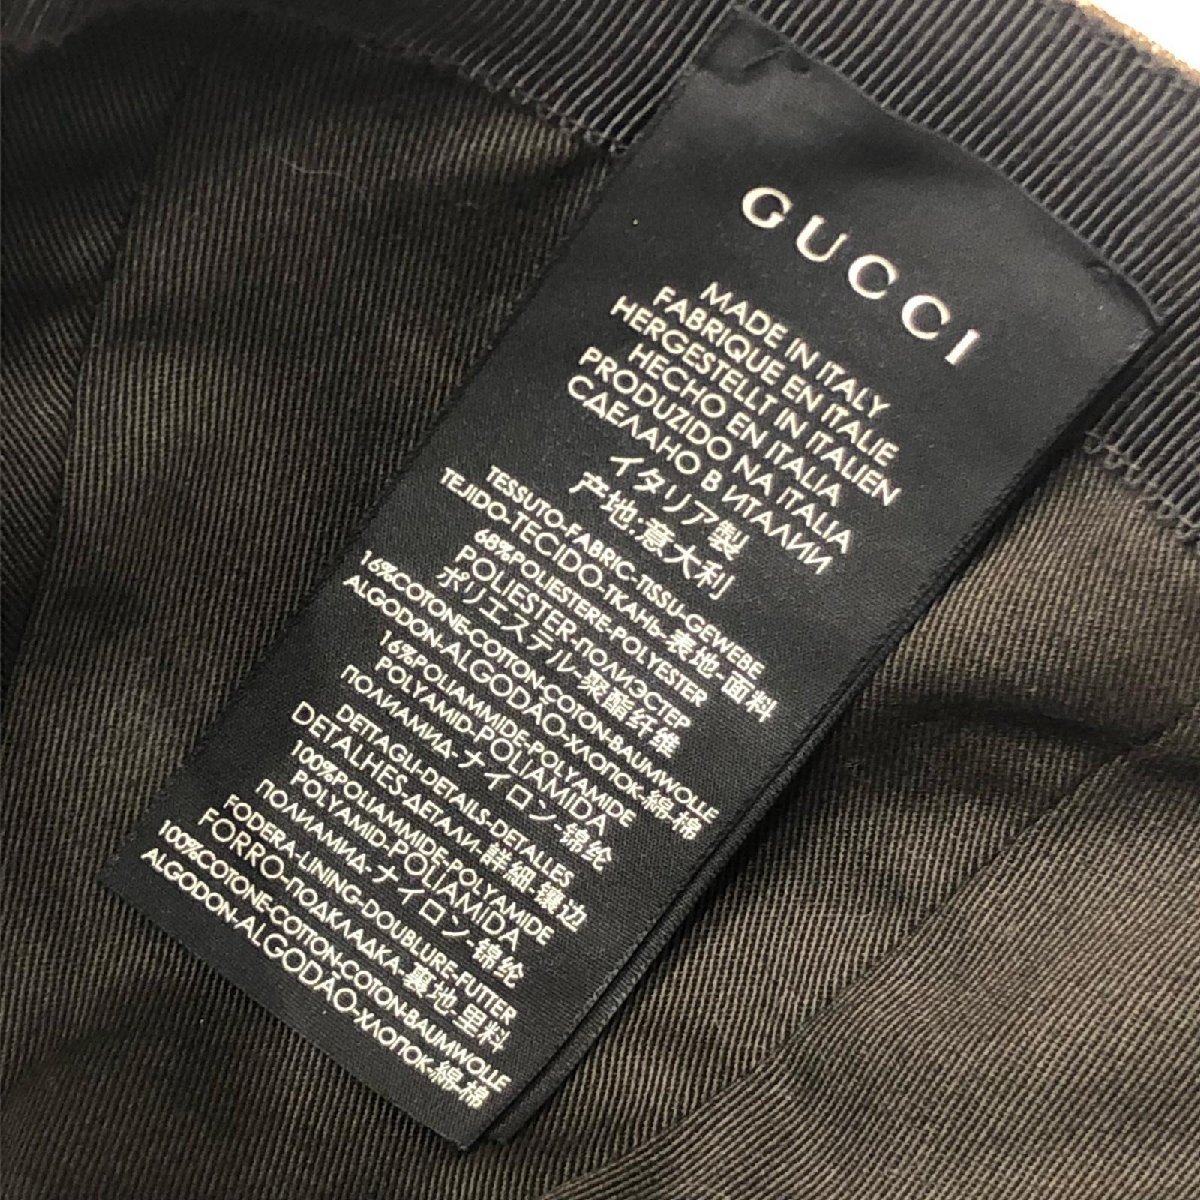 GUCCI
MADE IN ITALY
FABRIQUE EN ITALIE
HERGESTELLT IN ITALIEN
HECHO EN ITALIA
PRODUZIDO NA ITALIA
СДЕЛАНО В ИТАЛИИ
イタリア製
产地:意大利
TESSUTO-FABRIC-TISSU-GEWEBE
TEJIDO-TECIDO-ТКАНЬ-表地-面料
68%POLIESTERE-POLYESTER
POLIESTER-ПОЛИЭСТЕР
ポリエステル-聚酯纤维
16%COTONE-COTTON-COTON-BAUMWOLLE
ALGODON-ALGODÃO-ХЛОПОК-綿-棉
16%POLIAMMIDE-POLYAMIDE
POLYAMID-POLIAMIDA
ПОЛИАМИД-ナイロン-锦纶
DETTAGLI-DETAILS-DETALLES
DETALHES-ДЕТАЛИ-詳細-镶边
100%POLIAMMIDE-POLYAMIDE
POLYAMID-POLIAMIDA
ПОЛИАМИД-ナイロン-锦纶
FODERA-LINING-DOUBLURE-FUTTER
FORRO-ПОДКЛАДКА-裏地-里料
100%COTONE-COTTON-COTON-BAUMWOLLE
ALGODON-ALGODÃO-ХЛОПОК-綿-棉